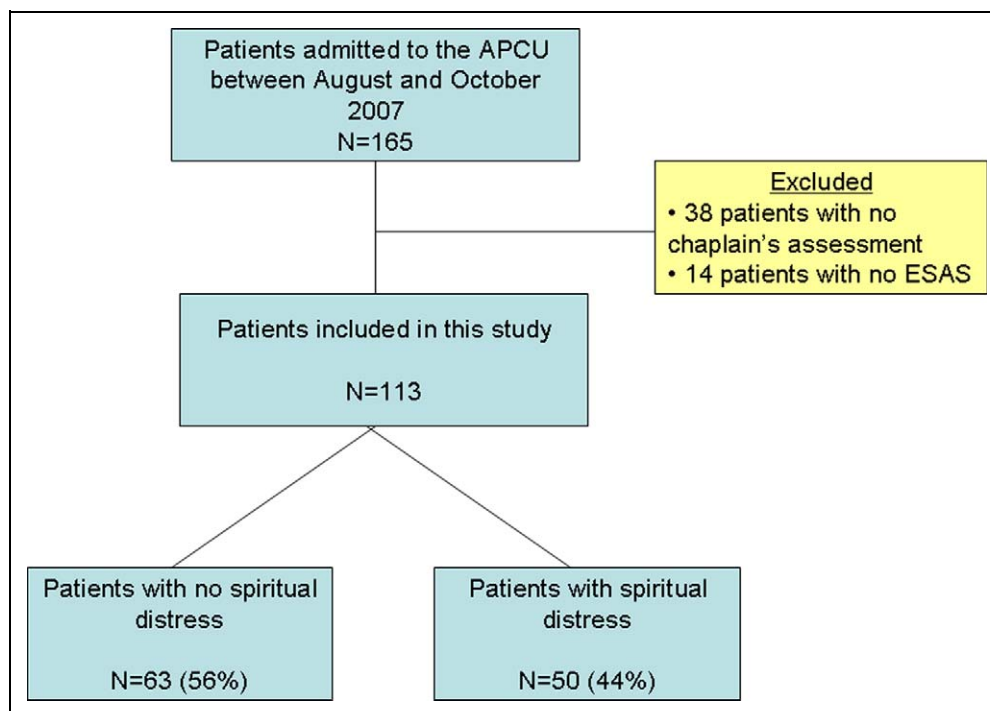 Patients admitted to the APCU
between August and October
2007
N=165
Excluded
• 38 patients with no
chaplain's assessment
• 14 patients with no ESAS
Patients included in this study
N=113
Patients with no spiritual
distress
N=63 (56%)
Patients with spiritual
distress
N=50 (44%)